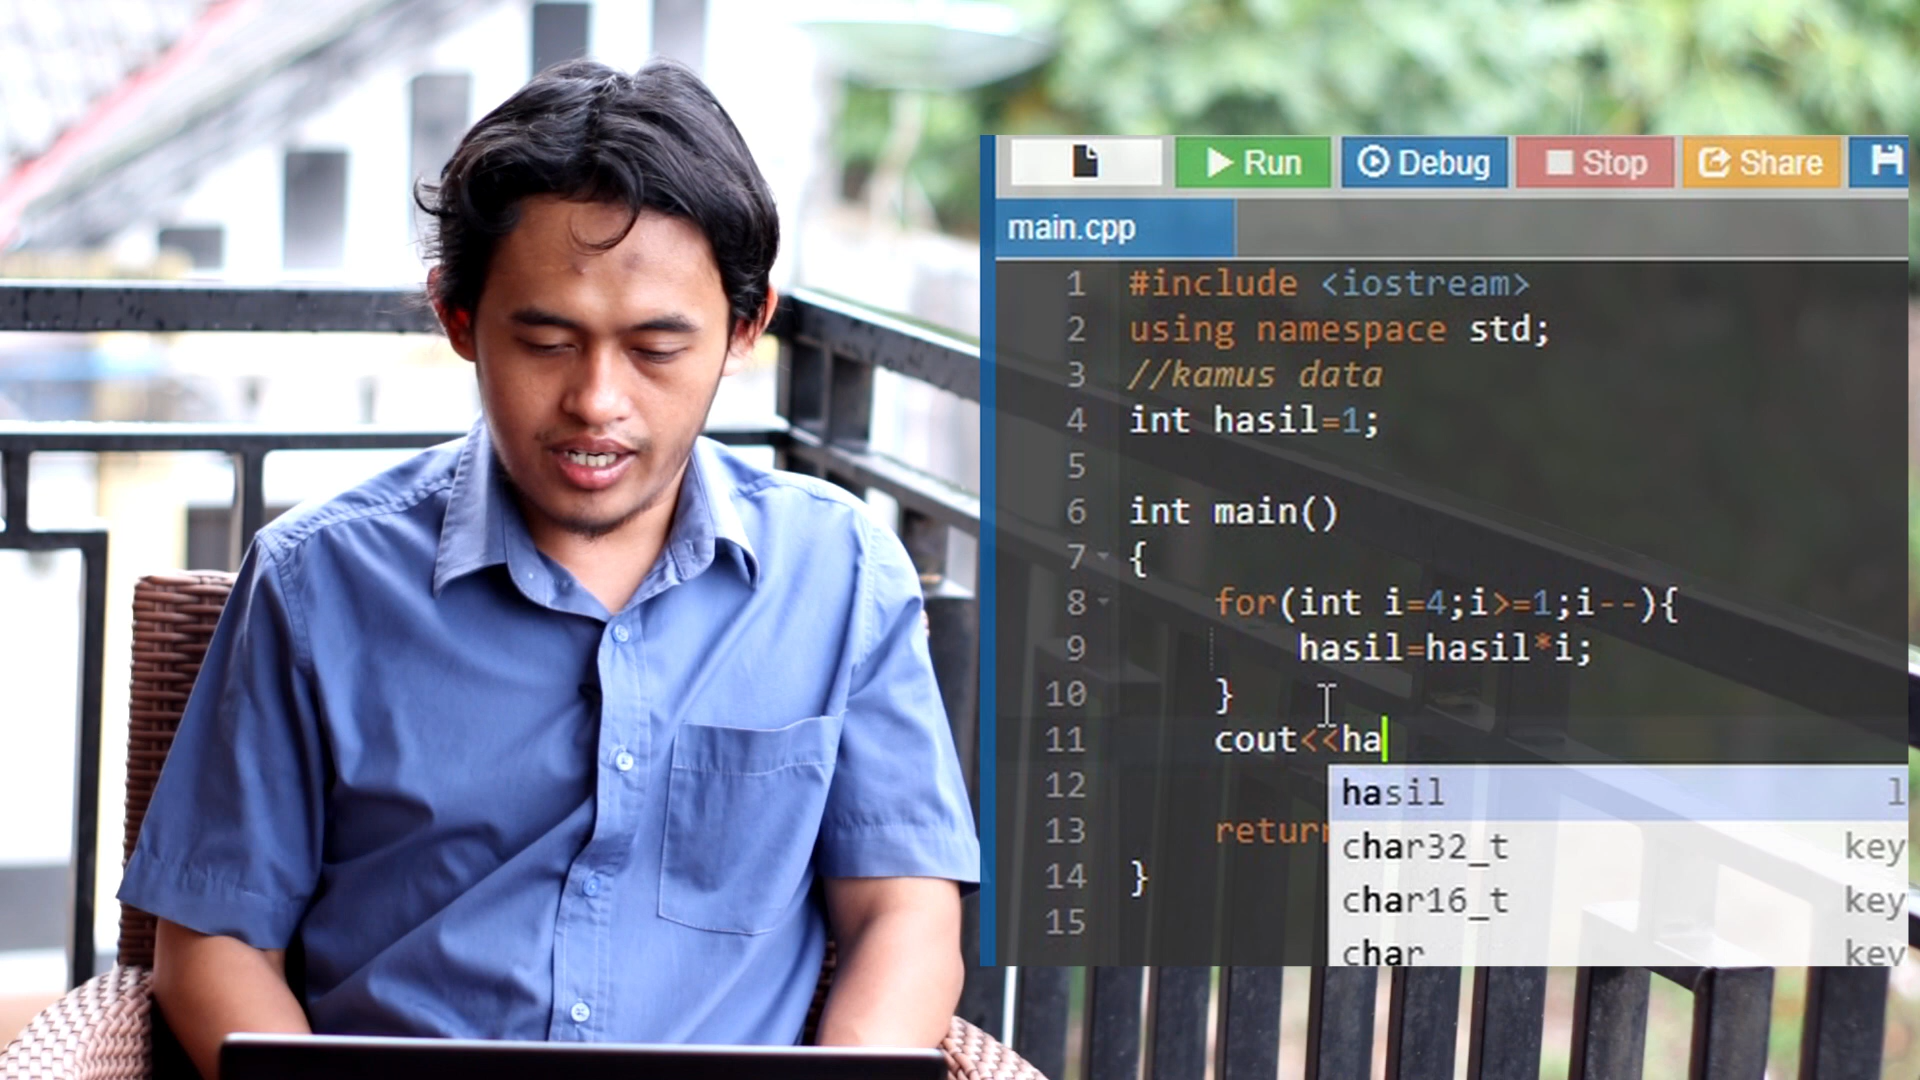 Run Debug Stop Share
main.cpp
1 #include <iostream>
2 using namespace std;
3 //kamus data
4 int hasil=1;
5
6 int main()
7 {
8 for(int i=4;i>=1;i--){
9 hasil=hasil*i;
10 }
11 cout<<ha
hasil l
12
char32_t key
13 return
char16_t key
14 }
char key
15